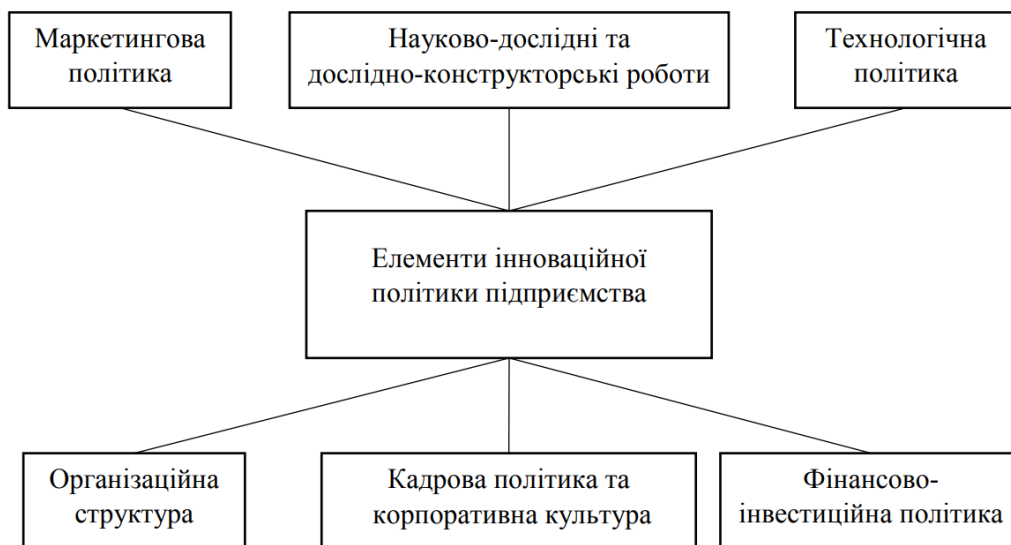 Маркетингова
політика
Науково-дослідні та
дослідно-конструкторські роботи
Технологічна
політика
Елементи інноваційної
політики підприємства
Організаційна
структура
Кадрова політика та
корпоративна культура
Фінансово-
інвестиційна політика